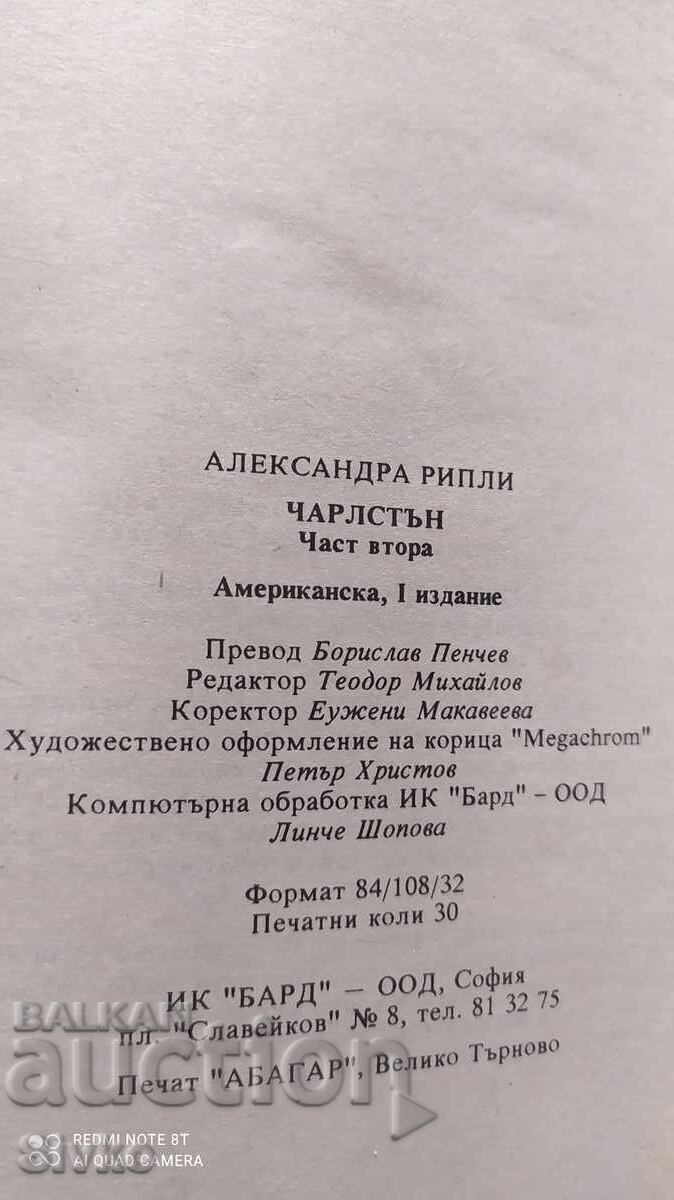 АЛЕКСАНДРА РИПЛИ
ЧАРЛСТЪН
Част втора
Американска, I издание
Превод Борислав Пенчев
Редактор Теодор Михайлов
Коректор Еужени Макавеева
Художествено оформление на корица "Megachrom"
Петър Христов
Компютърна обработка ИК "Бард" – ООД
Линче Шопова
Формат 84/108/32
Печатни коли 30
ИК "БАРД" – ООД, София
пл. "Славейков" № 8, тел. 81 32 75
Печат "АБАГАР", Велико Търново
BALKAN
auction
REDMI NOTE 8T
AI QUAD CAMERA